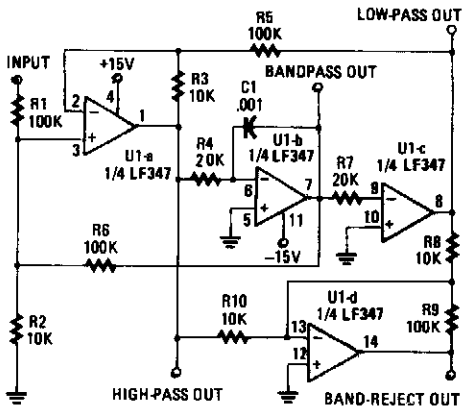 R5
100K
LOW-PASS OUT
INPUT
+15V
BANDPASS OUT
R3
10K
C1
.001
R1
100K
2
4
1
3
U1-a
1/4 LF347
R4
20K
U1-b
1/4 LF347
R7
20K
U1-c
1/4 LF347
6
7
5
11
-15V
9
8
10
R6
100K
R8
10K
R2
10K
R10
10K
U1-d
1/4 LF347
R9
100K
13
12
14
HIGH-PASS OUT
BAND-REJECT OUT